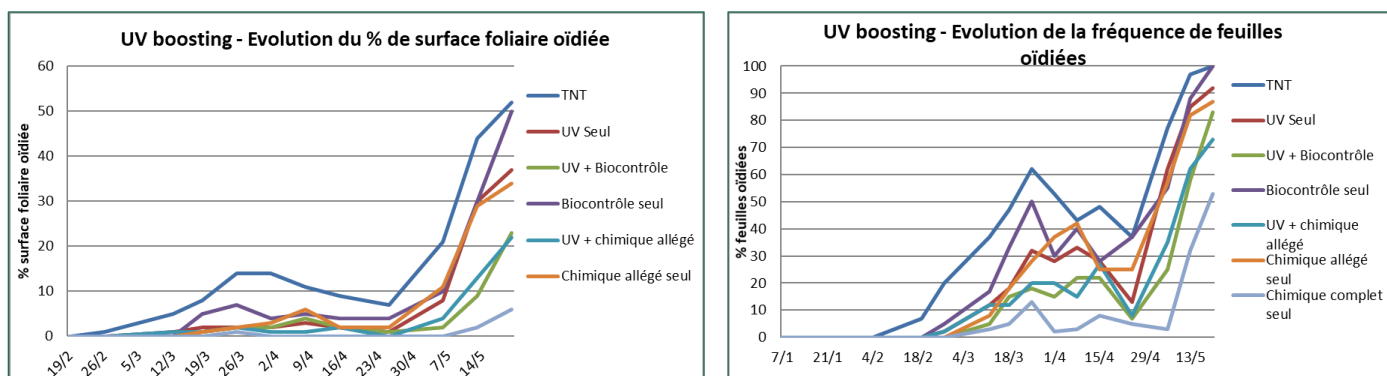 UV boosting - Evolution du % de surface foliaire oïdiée
% surface foliaire oïdiée
60
50
40
30
20
10
0
19/2
26/2
5/3
12/3
19/3
26/3
2/4
9/4
16/4
23/4
30/4
7/5
14/5
TNT
UV Seul
UV + Biocontrôle
Biocontrôle seul
UV + chimique allégé
Chimique allégé seul
UV boosting - Evolution de la fréquence de feuilles
oïdiées
% feuilles oïdiées
100
90
80
70
60
50
40
30
20
10
0
7/1
21/1
4/2
18/2
4/3
18/3
1/4
15/4
29/4
13/5
TNT
UV Seul
UV + Biocontrôle
Biocontrôle seul
UV + chimique
allégé
Chimique allégé
seul
Chimique complet
seul